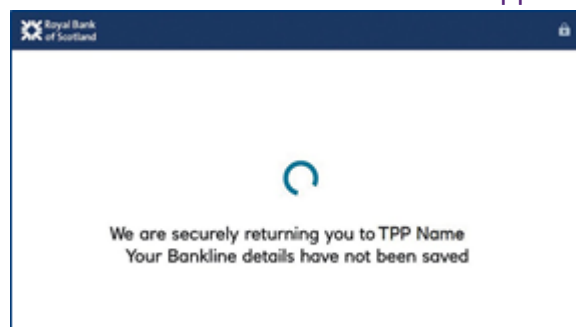 Royal Bank
of Scotland
We are securely returning you to TPP Name
Your Bankline details have not been saved